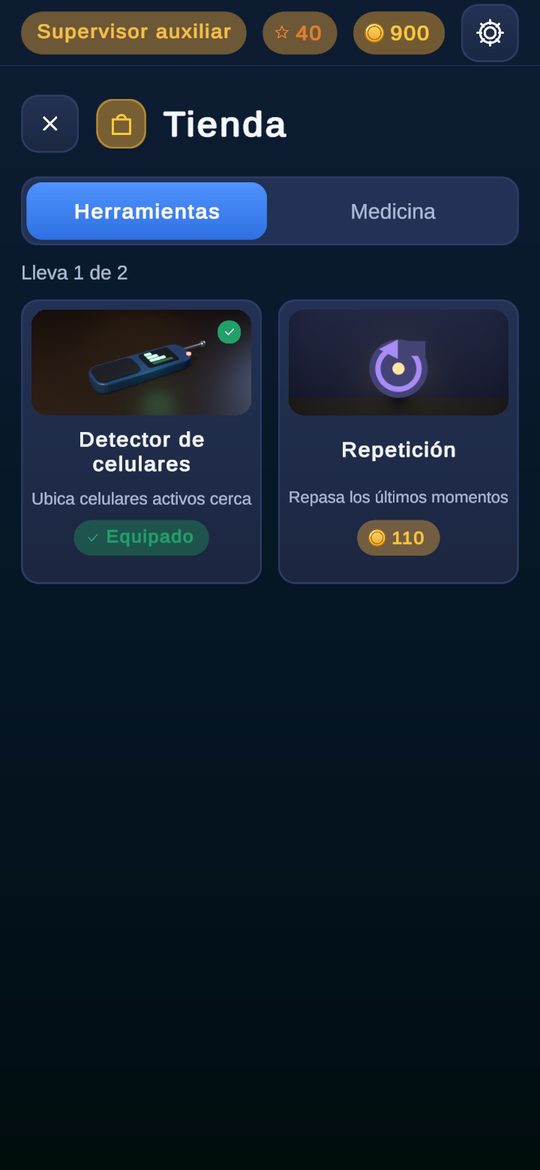 Supervisor auxiliar
40
900
Tienda
Herramientas
Medicina
Lleva 1 de 2
Detector de
celulares
Ubica celulares activos cerca
Equipado
Repetición
Repasa los últimos momentos
110